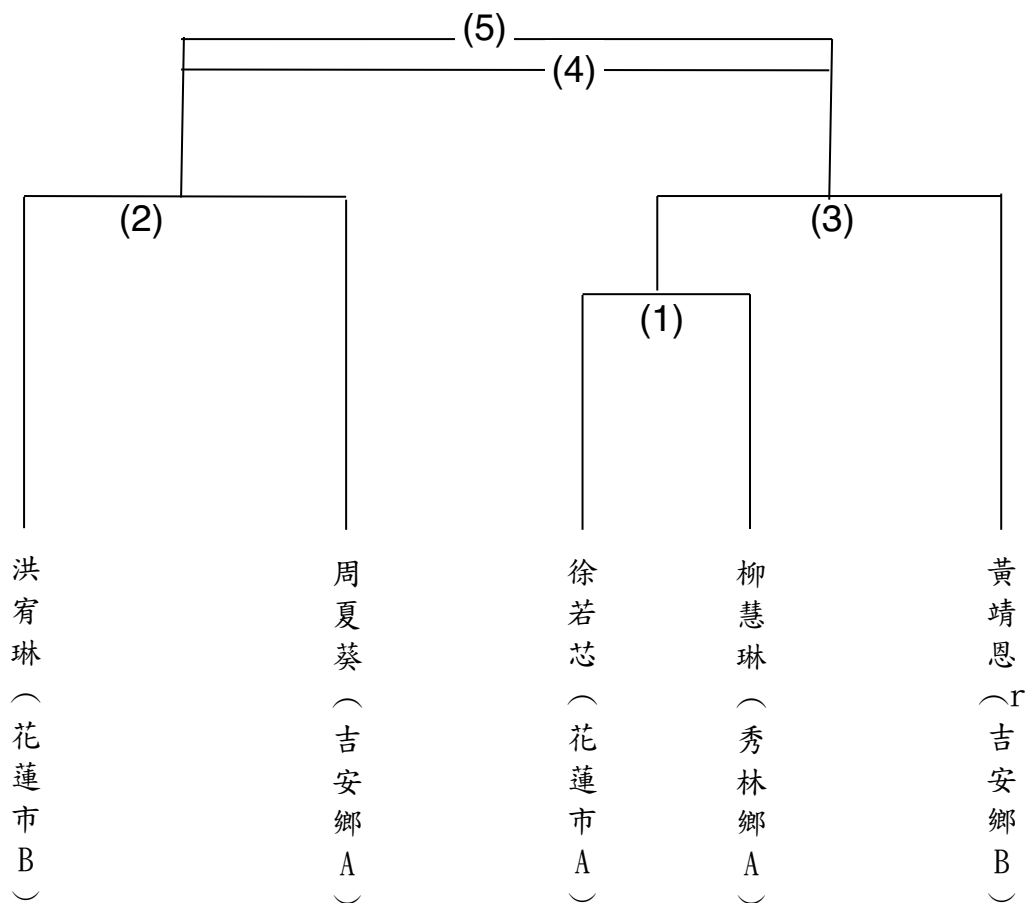 (5)
(4)
(2)
(3)
(1)
洪宥琳（花蓮市B）
周夏葵（吉安鄉A）
徐若芯（花蓮市A）
柳慧琳（秀林鄉A）
黃靖恩（r吉安鄉B）